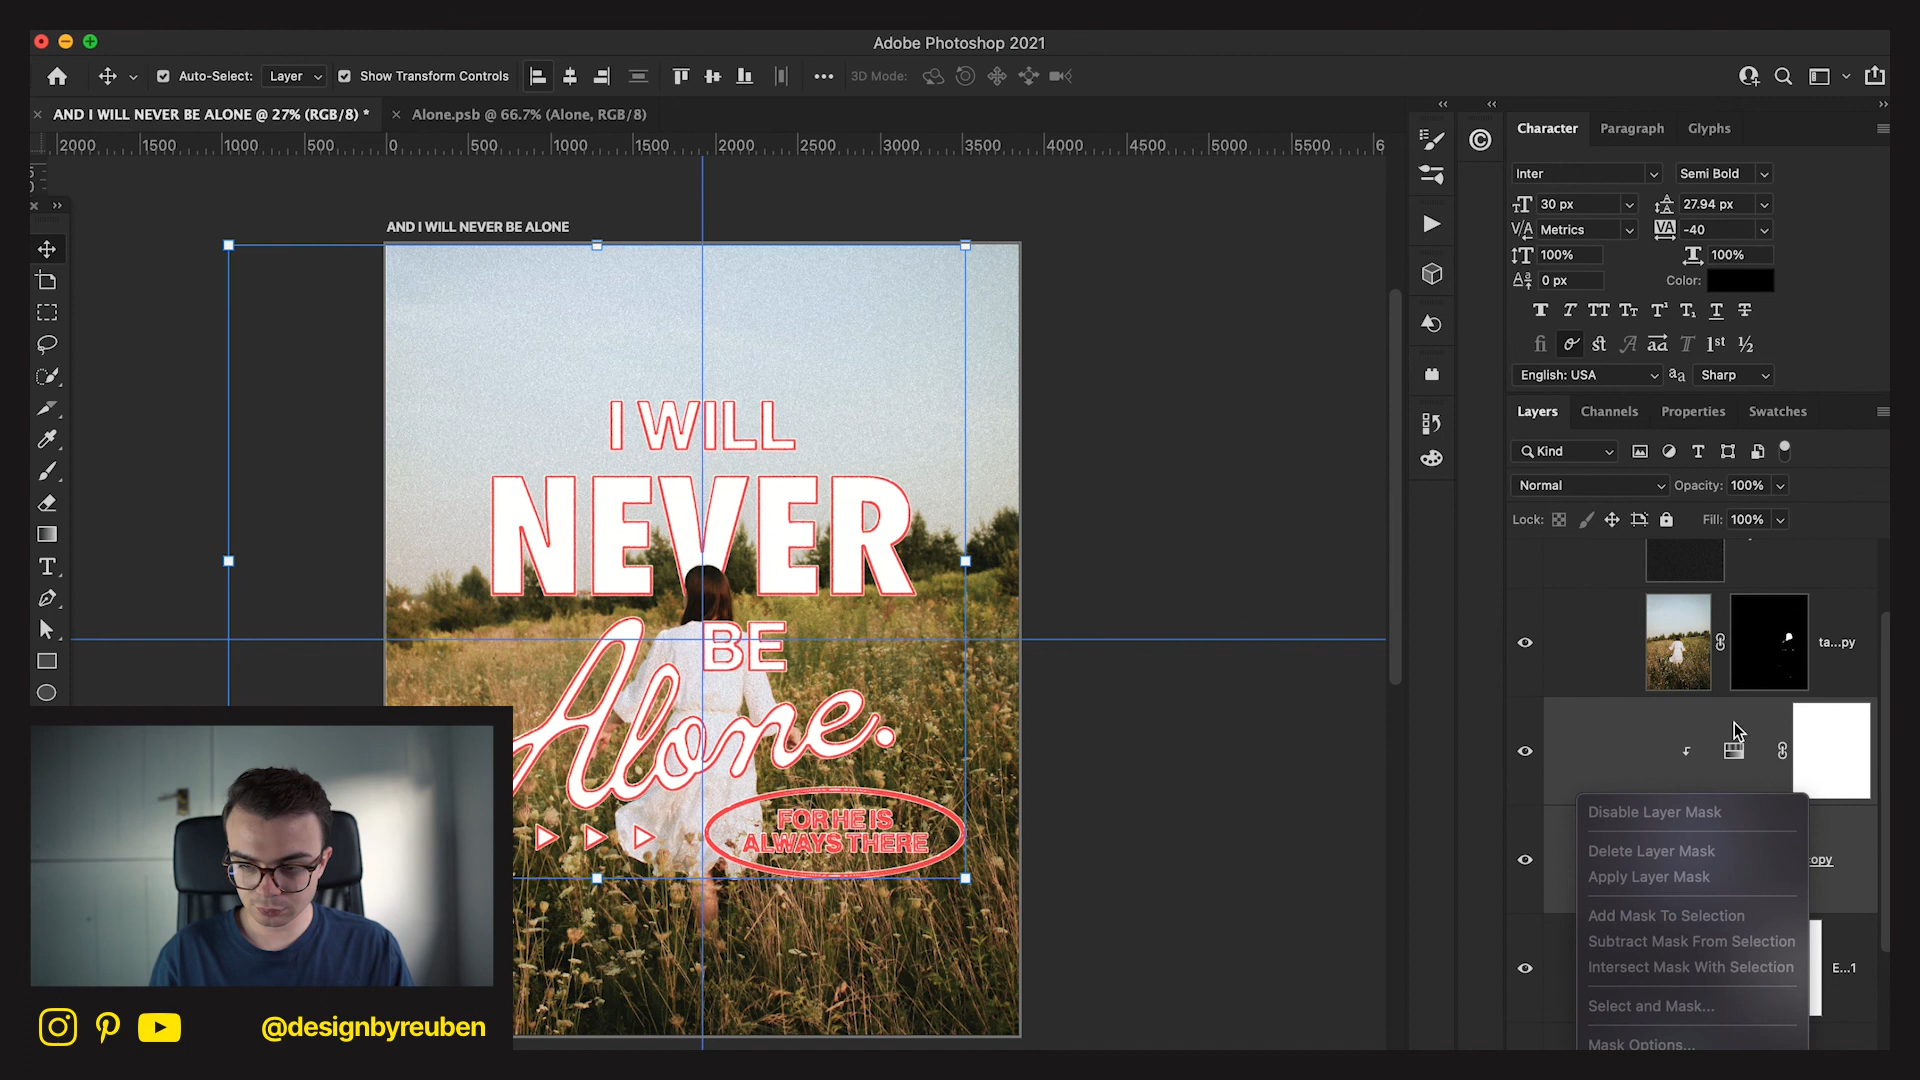 Adobe Photoshop 2021
Auto-Select: Layer Show Transform Controls 3D Mode:
AND I WILL NEVER BE ALONE @ 27% (RGB/8) * Alone.psb @ 66.7% (Alone, RGB/8)
2000 1500 1000 500 0 500 1000 1500 2000 2500 3000 3500 4000 4500 5000 5500 6
AND I WILL NEVER BE ALONE
I WILL
NEVER
BE
Alone.
FOR HE IS
ALWAYS THERE
@designbyreuben
Character Paragraph Glyphs
Inter Semi Bold
30 px 27.94 px
Metrics -40
100% 100%
0 px Color:
English: USA Sharp
Layers Channels Properties Swatches
Kind
Normal Opacity: 100%
Lock: Fill: 100%
ta...py
Disable Layer Mask
Delete Layer Mask
opy
Apply Layer Mask
Add Mask To Selection
Subtract Mask From Selection
Intersect Mask With Selection
E...1
Select and Mask...
Mask Options...